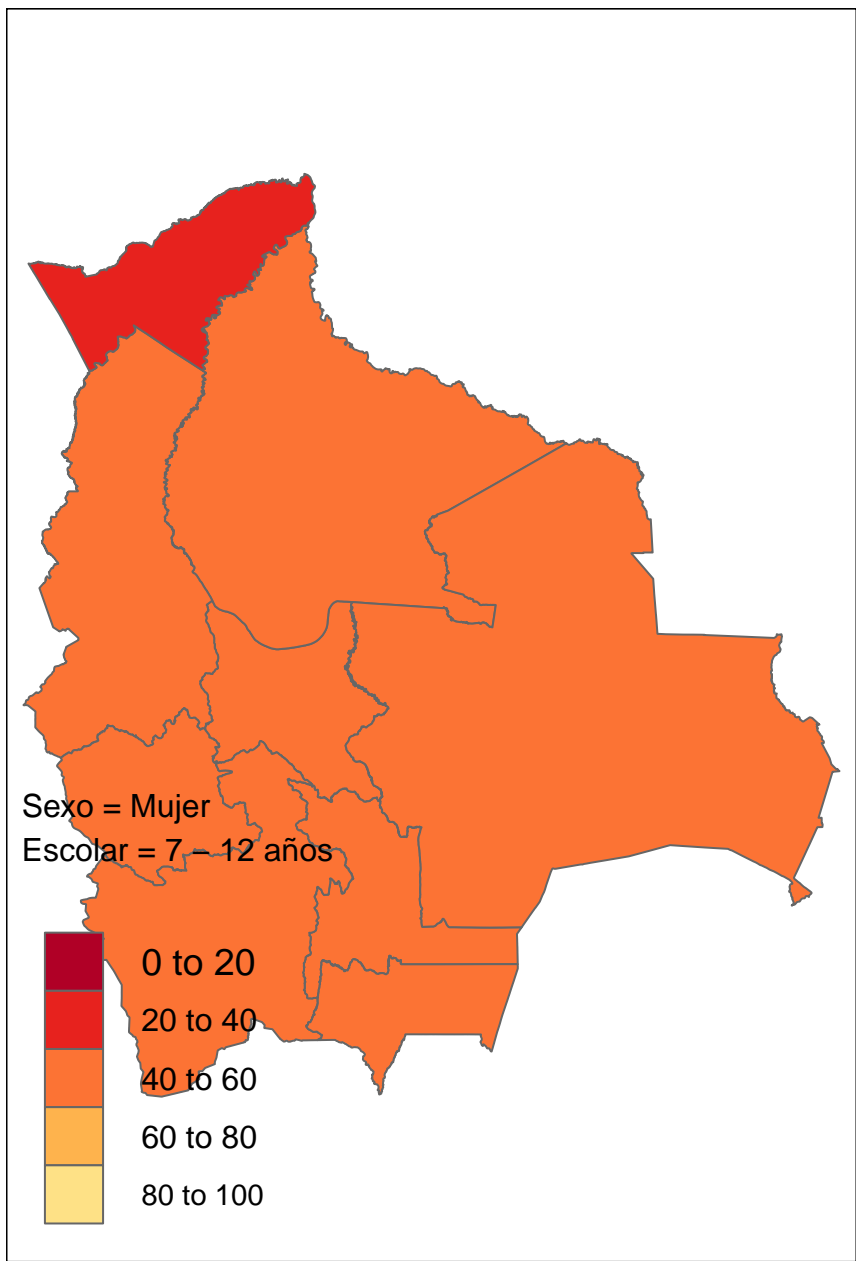 Sexo = Mujer
Escolar = 7 – 12 años
0 to 20
20 to 40
40 to 60
60 to 80
80 to 100